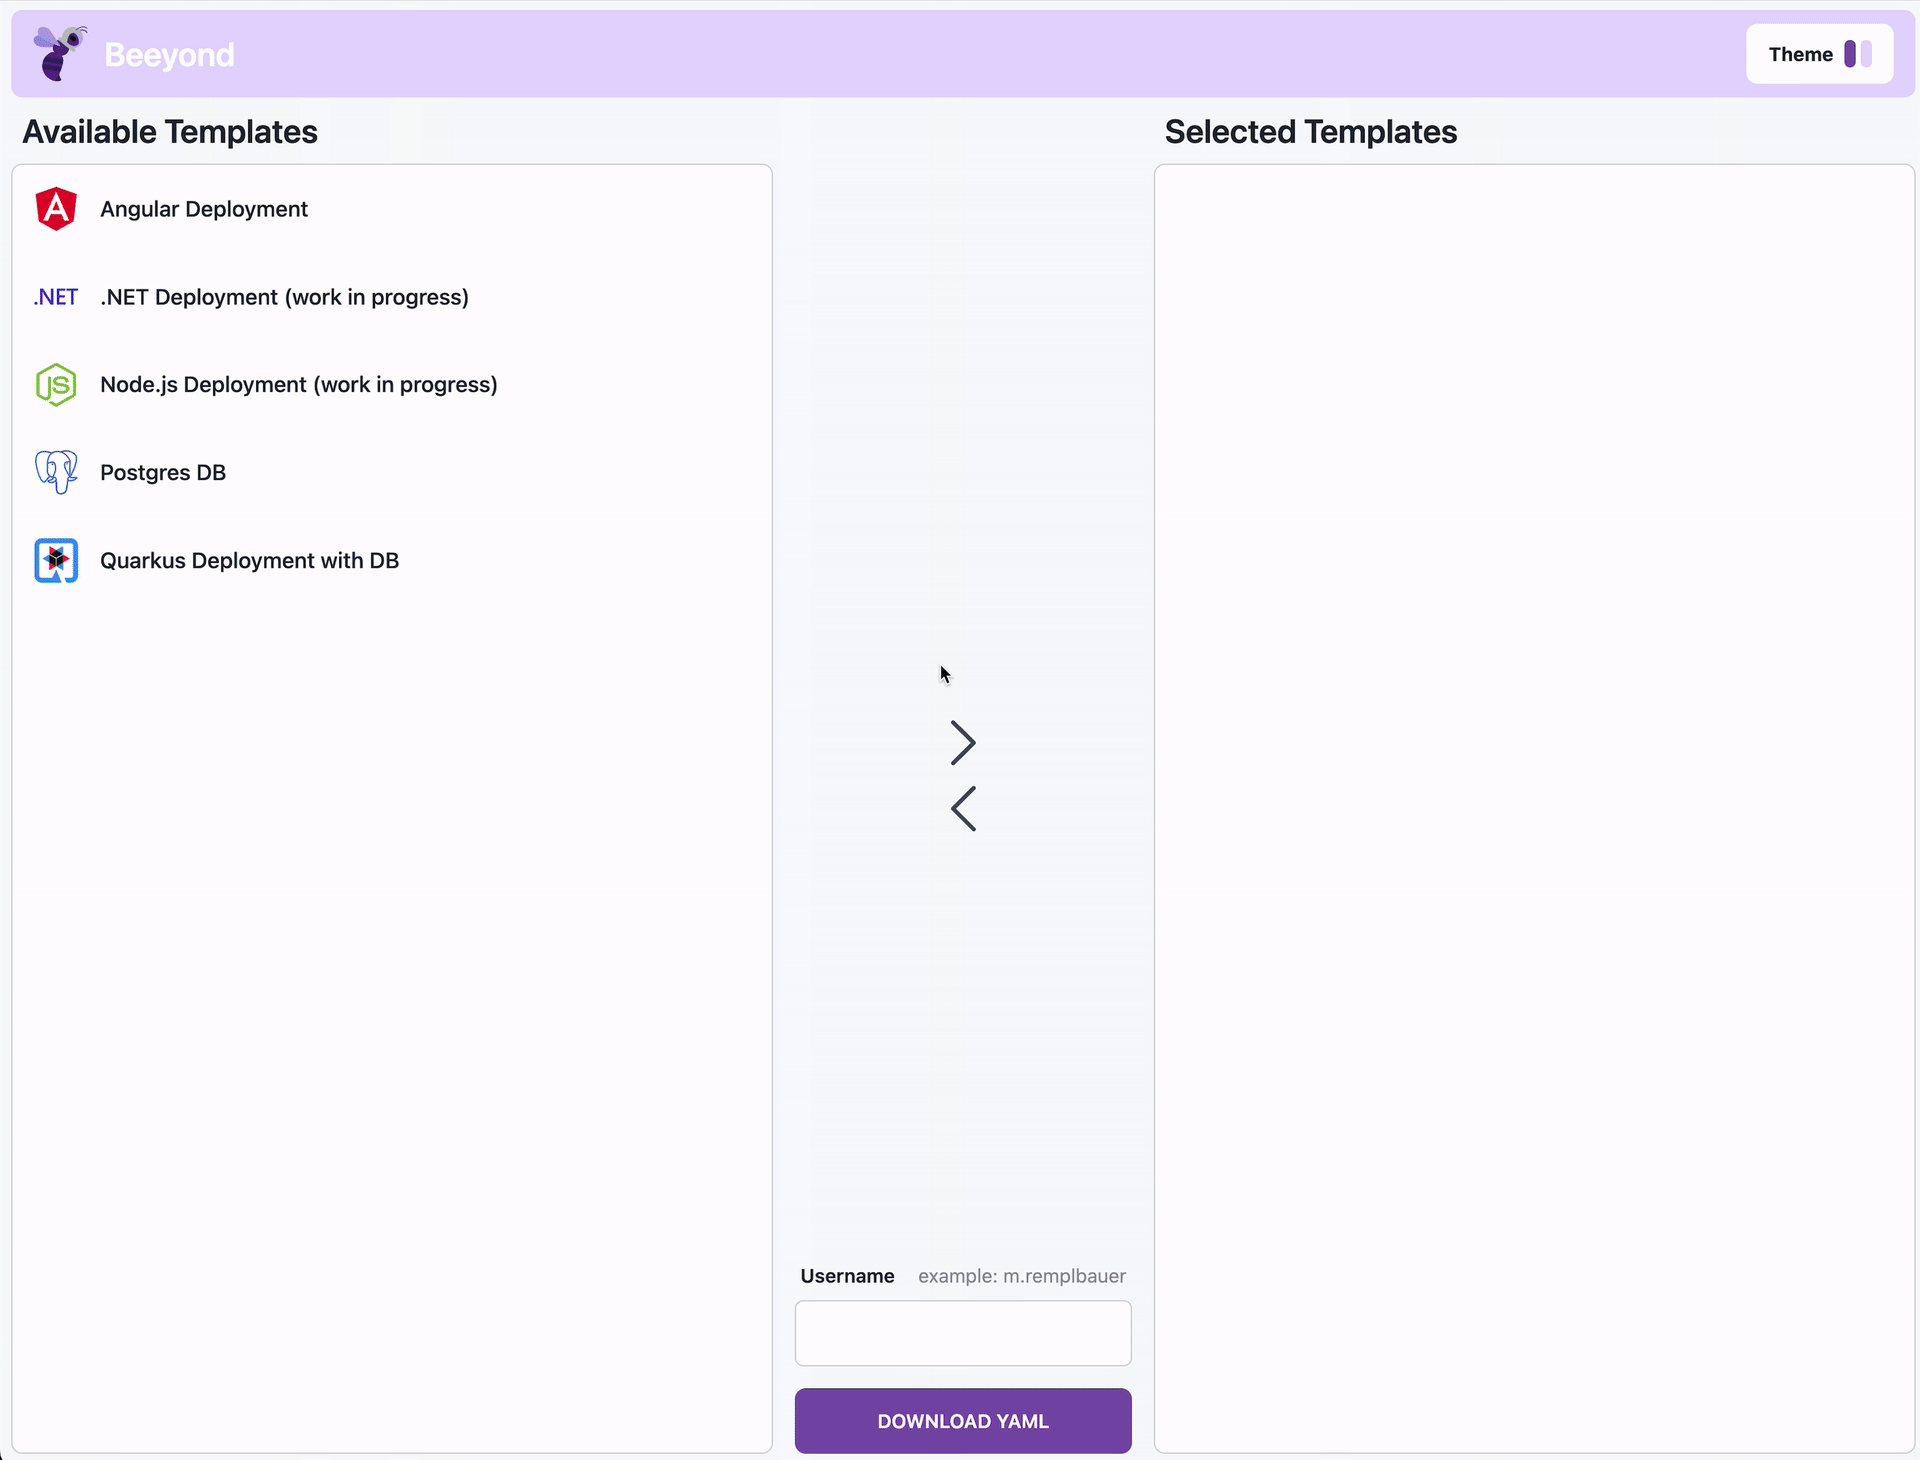 Beeyond
Theme
Available Templates
Selected Templates
Angular Deployment
.NET .NET Deployment (work in progress)
JS Node.js Deployment (work in progress)
Postgres DB
Quarkus Deployment with DB
Username example: m.remplbauer
DOWNLOAD YAML